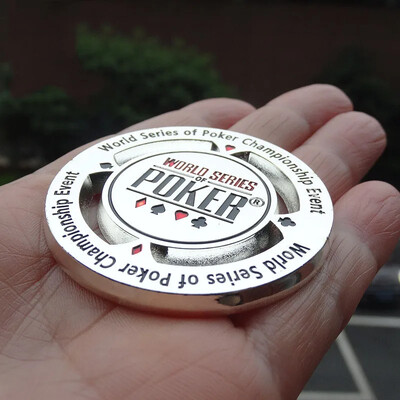 World Series of Poker Championship Event
World Series of Poker Championship Event
WORLD SERIES
OF
POKER®